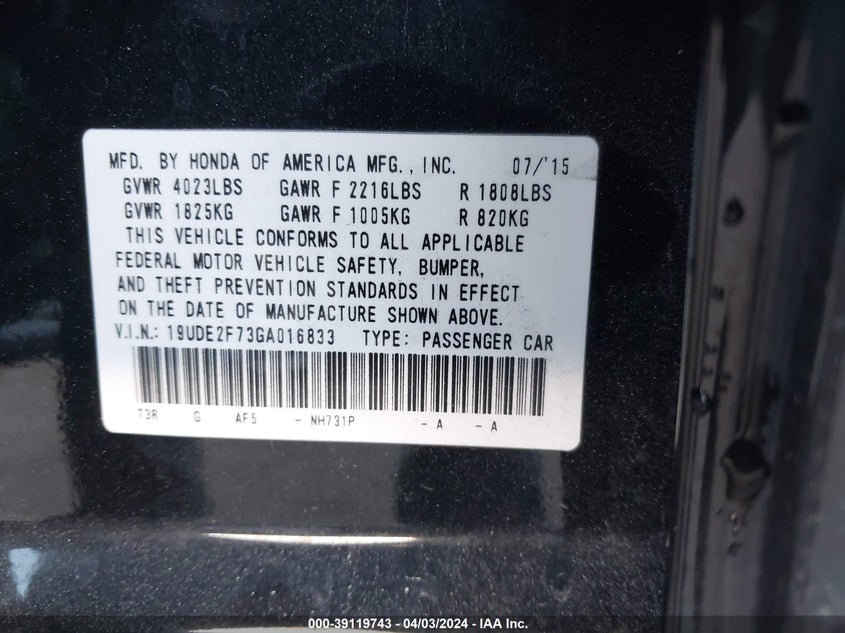 MFD. BY HONDA OF AMERICA MFG., INC. 07/'15
GVWR 4023LBS GAWR F 2216LBS R 1808LBS
GVWR 1825KG GAWR F 1005KG R 820KG
THIS VEHICLE CONFORMS TO ALL APPLICABLE
FEDERAL MOTOR VEHICLE SAFETY, BUMPER,
AND THEFT PREVENTION STANDARDS IN EFFECT
ON THE DATE OF MANUFACTURE SHOWN ABOVE.
V.I.N.: 19UDE2F73GA016833 TYPE: PASSENGER CAR
T3R G AF5 - NH731P - A - A
000-39119743 - 04/03/2024 - IAA Inc.